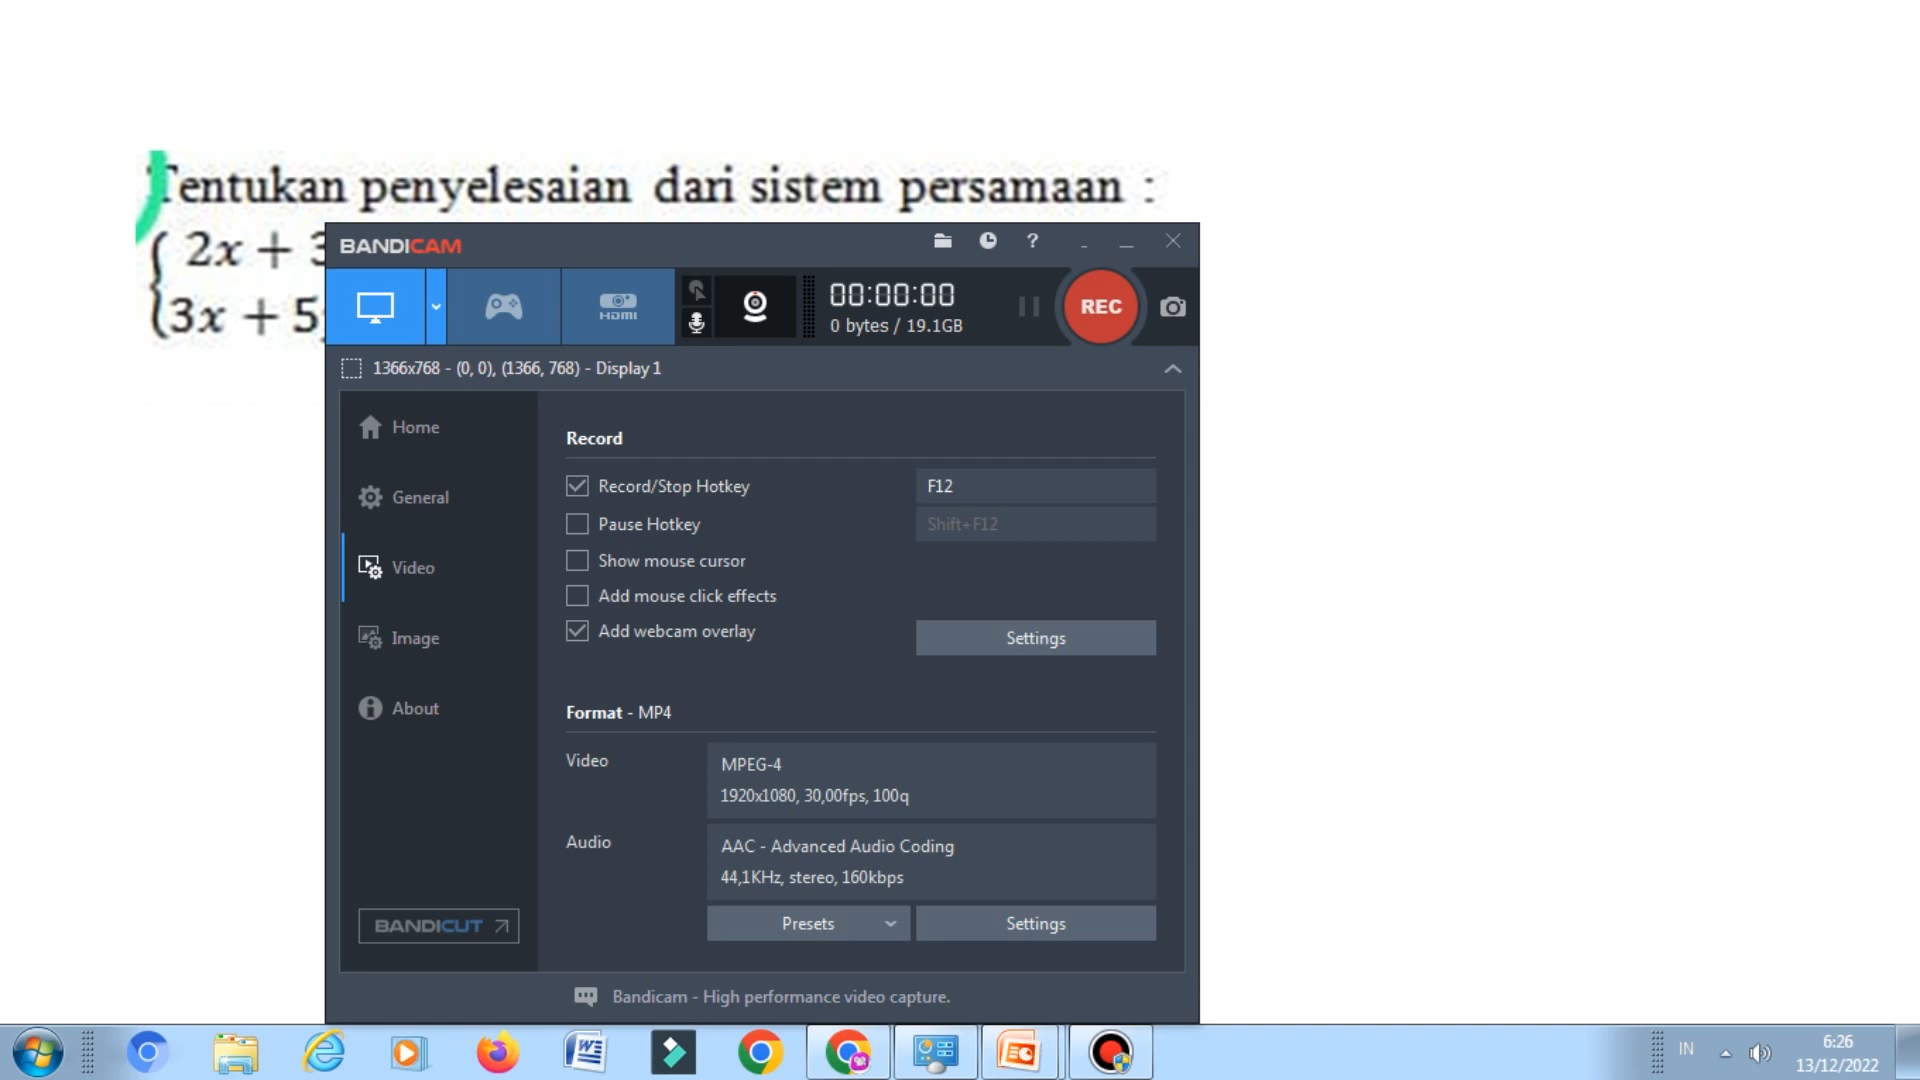 Tentukan penyelesaian dari sistem persamaan :
2x + 3
3x + 5
BANDICAM
?
HDMI
00:00:00
0 bytes / 19.1GB
REC
1366x768 - (0, 0), (1366, 768) - Display 1
Home
General
Video
Image
About
BANDICUT
Record
Record/Stop Hotkey F12
Pause Hotkey Shift+F12
Show mouse cursor
Add mouse click effects
Add webcam overlay Settings
Format - MP4
Video MPEG-4
1920x1080, 30,00fps, 100q
Audio AAC - Advanced Audio Coding
44,1KHz, stereo, 160kbps
Presets Settings
Bandicam - High performance video capture.
IN
6:26
13/12/2022